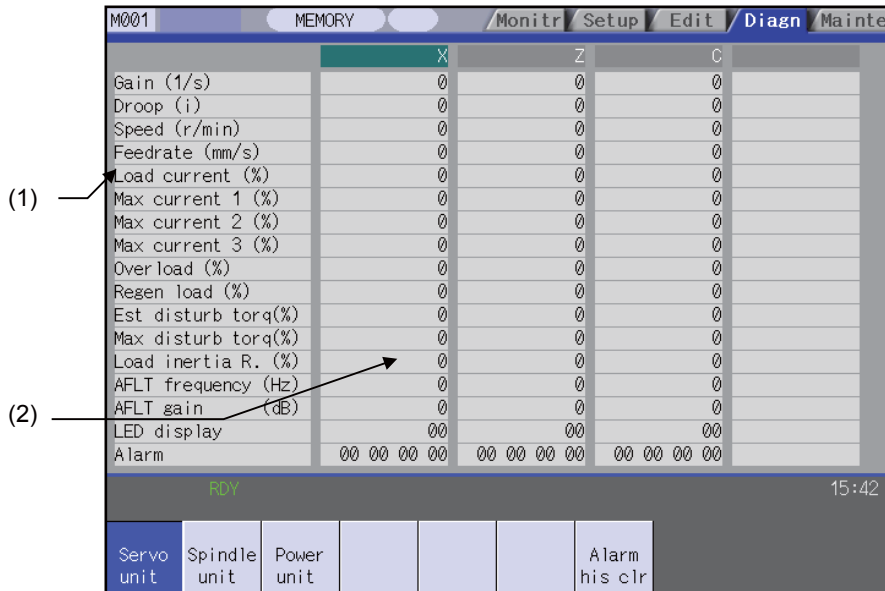 M001 MEMORY Monitr Setup Edit Diagn Mainte
X Z C
Gain (1/s) 0 0 0
Droop (i) 0 0 0
Speed (r/min) 0 0 0
Feedrate (mm/s) 0 0 0
(1) Load current (%) 0 0 0
Max current 1 (%) 0 0 0
Max current 2 (%) 0 0 0
Max current 3 (%) 0 0 0
Overload (%) 0 0 0
Regen load (%) 0 0 0
Est disturb torq(%) 0 0 0
Max disturb torq(%) 0 0 0
Load inertia R. (%) 0 0 0
AFLT frequency (Hz) 0 0 0
(2) AFLT gain (dB) 0 0 0
LED display 00 00 00
Alarm 00 00 00 00 00 00 00 00 00 00 00 00
RDY 15:42
Servo Spindle Power Alarm
unit unit unit his clr